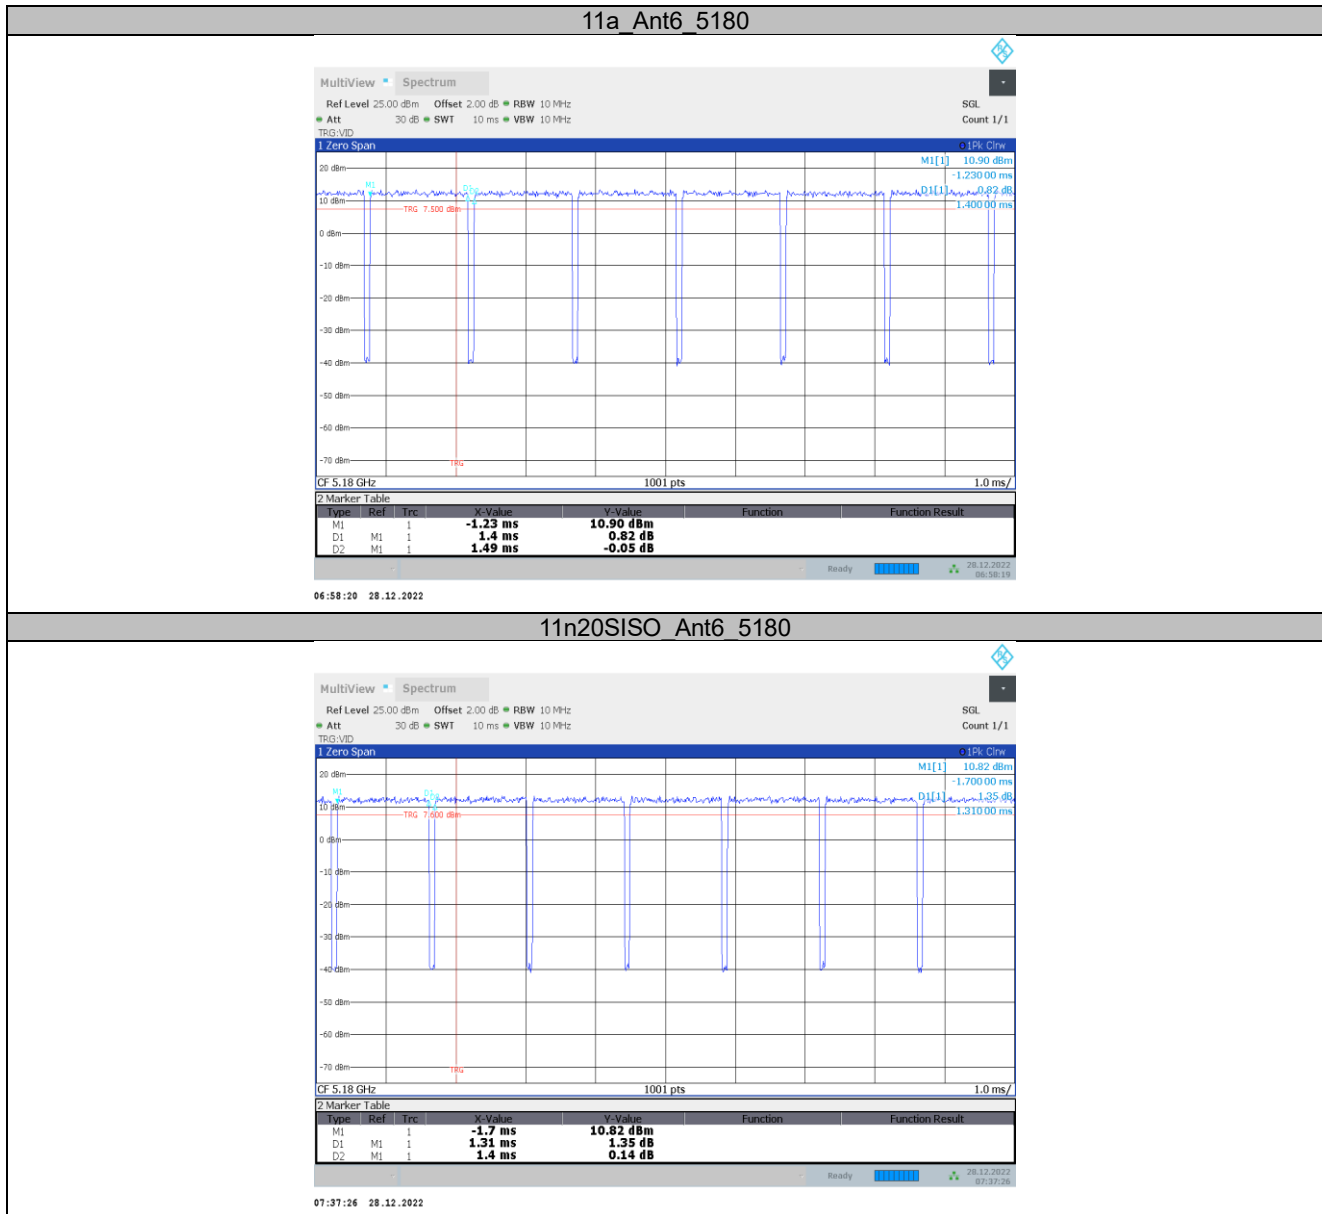 11a_Ant6_5180
MultiView Spectrum
Ref Level 25.00 dBm Offset 2.00 dB RBW 10 MHz SGL
Att 30 dB SWT 10 ms VBW 10 MHz Count 1/1
TRG:VID
1 Zero Span 1Pk Clrw
M1[1] 10.90 dBm
20 dBm
-1.23000 ms
M1 D1 D1[1] 0.82 dB
10 dBm 1.40000 ms
TRG 7.500 dBm
0 dBm
-10 dBm
-20 dBm
-30 dBm
-40 dBm
-50 dBm
-60 dBm
-70 dBm
TRG
CF 5.18 GHz 1001 pts 1.0 ms/
2 Marker Table
Type Ref Trc X-Value Y-Value Function Function Result
M1 1 -1.23 ms 10.90 dBm
D1 M1 1 1.4 ms 0.82 dB
D2 M1 1 1.49 ms -0.05 dB
Ready 28.12.2022
06:58:19
06:58:20 28.12.2022
11n20SISO_Ant6_5180
MultiView Spectrum
Ref Level 25.00 dBm Offset 2.00 dB RBW 10 MHz SGL
Att 30 dB SWT 10 ms VBW 10 MHz Count 1/1
TRG:VID
1 Zero Span 1Pk Clrw
M1[1] 10.82 dBm
20 dBm
-1.70000 ms
M1 D1 D1[1] 1.35 dB
10 dBm 1.31000 ms
TRG 7.600 dBm
0 dBm
-10 dBm
-20 dBm
-30 dBm
-40 dBm
-50 dBm
-60 dBm
-70 dBm
TRG
CF 5.18 GHz 1001 pts 1.0 ms/
2 Marker Table
Type Ref Trc X-Value Y-Value Function Function Result
M1 1 -1.7 ms 10.82 dBm
D1 M1 1 1.31 ms 1.35 dB
D2 M1 1 1.4 ms 0.14 dB
Ready 28.12.2022
07:37:26
07:37:26 28.12.2022